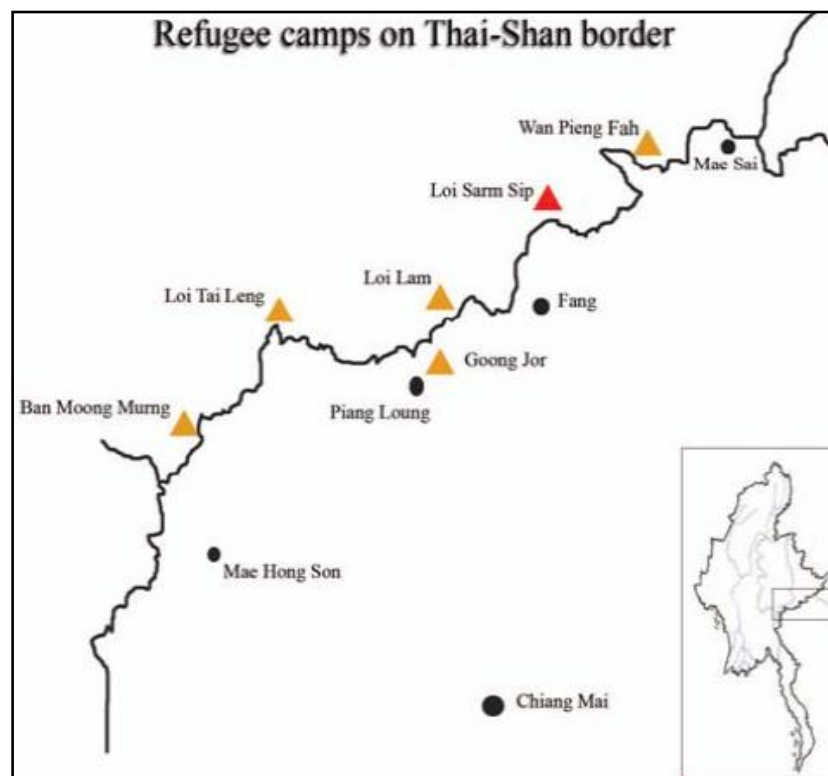 Refugee camps on Thai-Shan border
Wan Pieng Fah
Mae Sai
Loi Sarm Sip
Loi Lam
Loi Tai Leng
Fang
Goong Jor
Piang Loung
Ban Moong Murng
Mae Hong Son
Chiang Mai